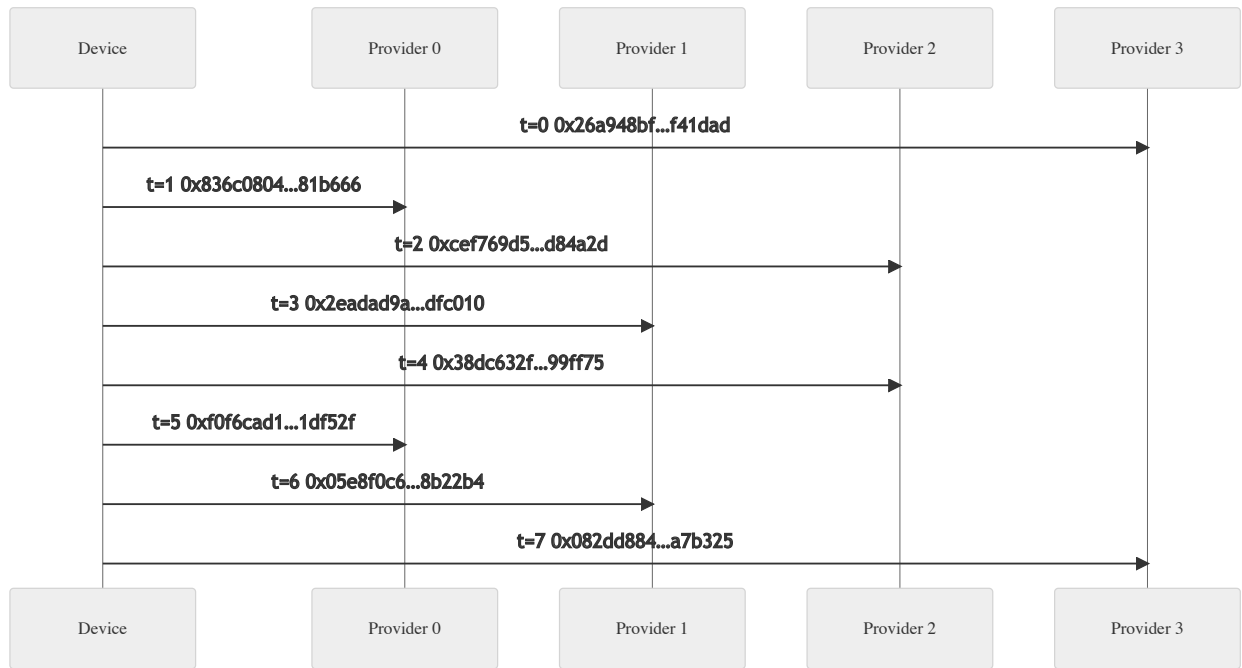 Device
Provider 0
Provider 1
Provider 2
Provider 3
t=0 0x26a948bf...f41dad
t=1 0x836c0804...81b666
t=2 0xcef769d5...d84a2d
t=3 0x2eadad9a...dfc010
t=4 0x38dc632f...99ff75
t=5 0xf0f6cad1...1df52f
t=6 0x05e8f0c6...8b22b4
t=7 0x082dd884...a7b325
Device
Provider 0
Provider 1
Provider 2
Provider 3